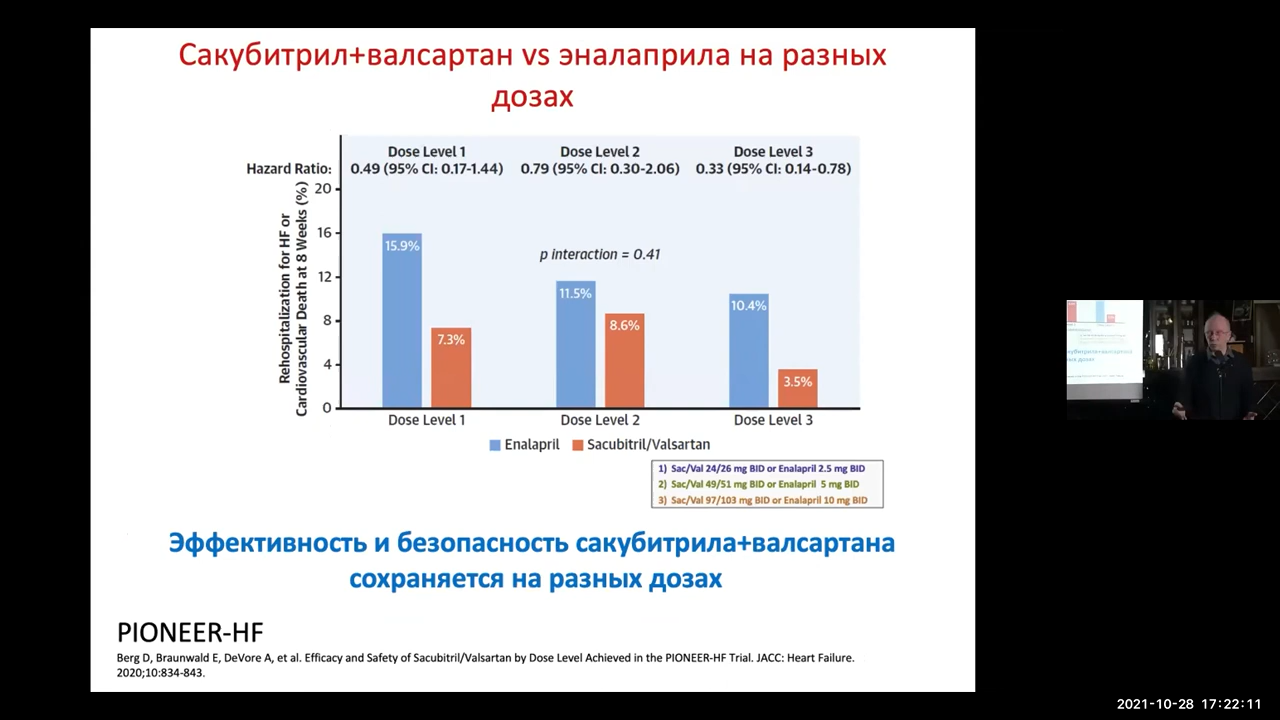 Сакубитрил+валсартан vs эналаприла на разных
дозах
Dose Level 1 Dose Level 2 Dose Level 3
Hazard Ratio: 0.49 (95% CI: 0.17-1.44) 0.79 (95% CI: 0.30-2.06) 0.33 (95% CI: 0.14-0.78)
Rehospitalization for HF or
Cardiovascular Death at 8 Weeks (%)
20
16
12
8
4
0
15.9%
7.3%
p interaction = 0.41
11.5%
8.6%
10.4%
3.5%
Dose Level 1 Dose Level 2 Dose Level 3
Enalapril Sacubitril/Valsartan
1) Sac/Val 24/26 mg BID or Enalapril 2.5 mg BID
2) Sac/Val 49/51 mg BID or Enalapril 5 mg BID
3) Sac/Val 97/103 mg BID or Enalapril 10 mg BID
Эффективность и безопасность сакубитрила+валсартана
сохраняется на разных дозах
PIONEER-HF
Berg D, Braunwald E, DeVore A, et al. Efficacy and Safety of Sacubitril/Valsartan by Dose Level Achieved in the PIONEER-HF Trial. JACC: Heart Failure.
2020;10:834-843.
2021-10-28 17:22:11